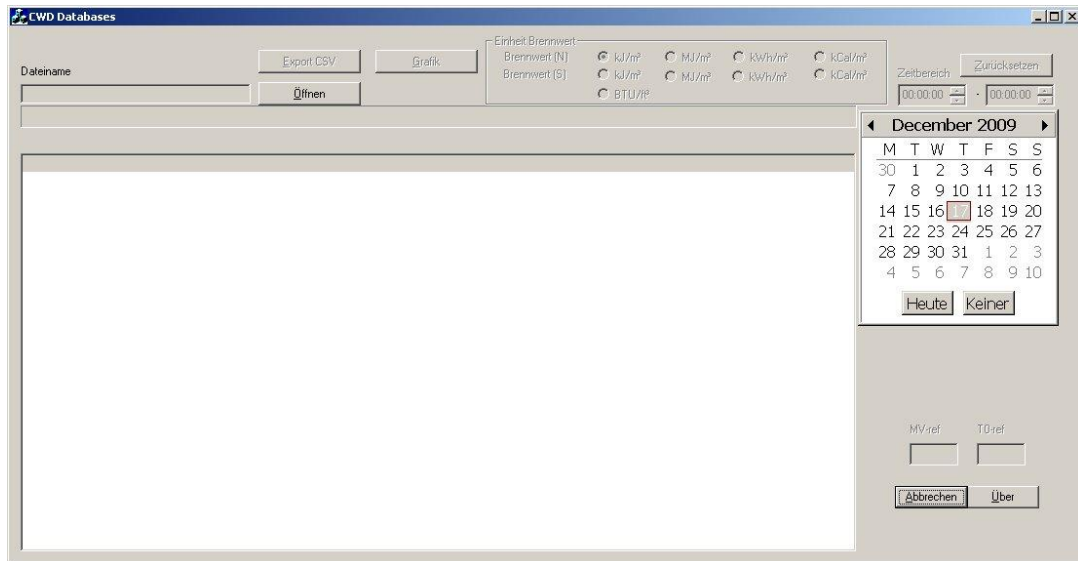 CWD Databases
Einheit Brennwert
Export CSV Grafik
Brennwert (N) kJ/m³ MJ/m³ kWh/m³ kCal/m³
Dateiname
Brennwert (S) kJ/m³ MJ/m³ kWh/m³ kCal/m³
Zeitbereich Zurücksetzen
Öffnen
BTU/ft³
00:00:00 - 00:00:00
December 2009
M T W T F S S
30 1 2 3 4 5 6
7 8 9 10 11 12 13
14 15 16 17 18 19 20
21 22 23 24 25 26 27
28 29 30 31 1 2 3
4 5 6 7 8 9 10
Heute Keiner
MV-ref T0-ref
Abbrechen Über